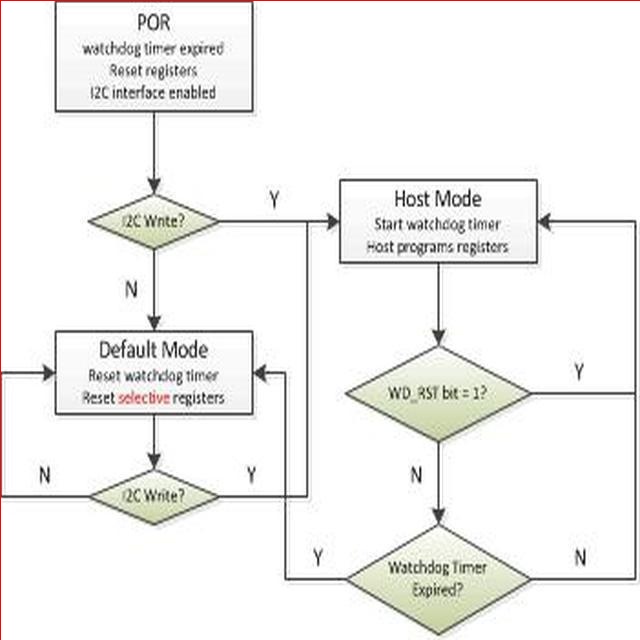 POR
watchdog timer expired
Reset registers
I2C interface enabled
I2C Write?
Y
N
Host Mode
Start watchdog timer
Host programs registers
Default Mode
Reset watchdog timer
Reset selective registers
WD_RST bit = 1?
Y
N
I2C Write?
N
Y
Watchdog Timer
Expired?
Y
N